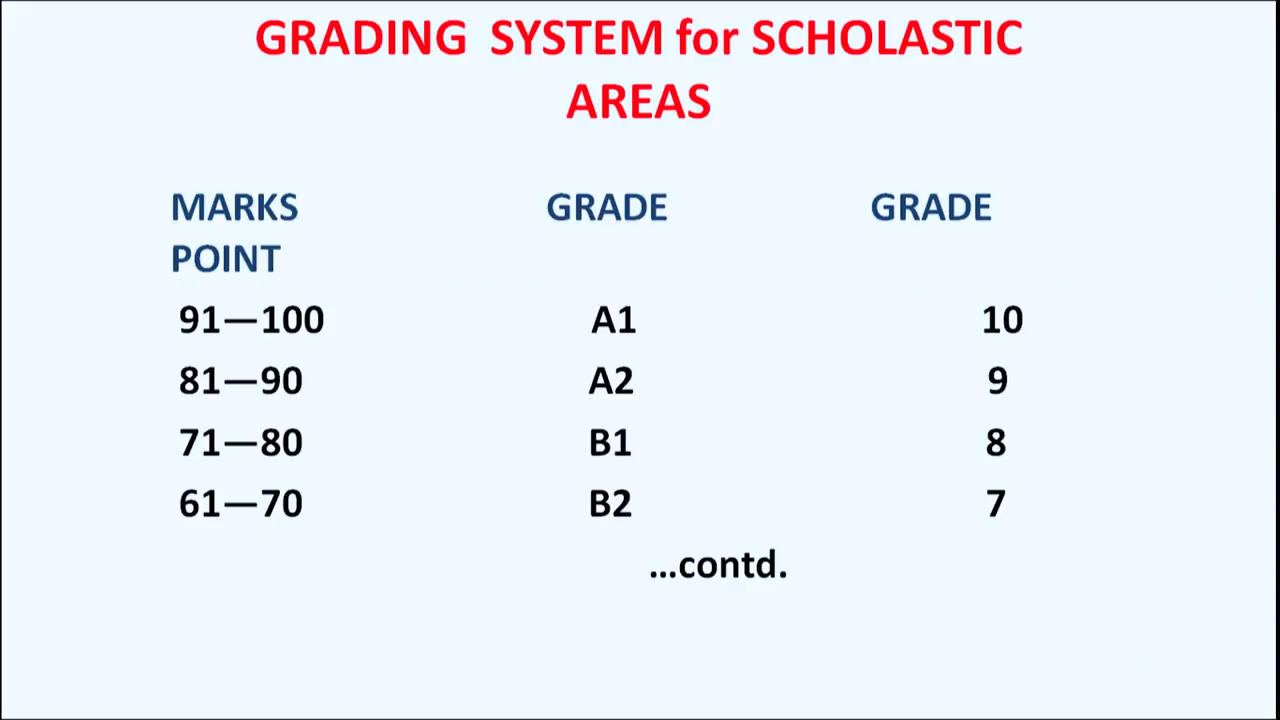 GRADING SYSTEM for SCHOLASTIC
AREAS
MARKS GRADE GRADE
POINT
91—100 A1 10
81—90 A2 9
71—80 B1 8
61—70 B2 7
...contd.